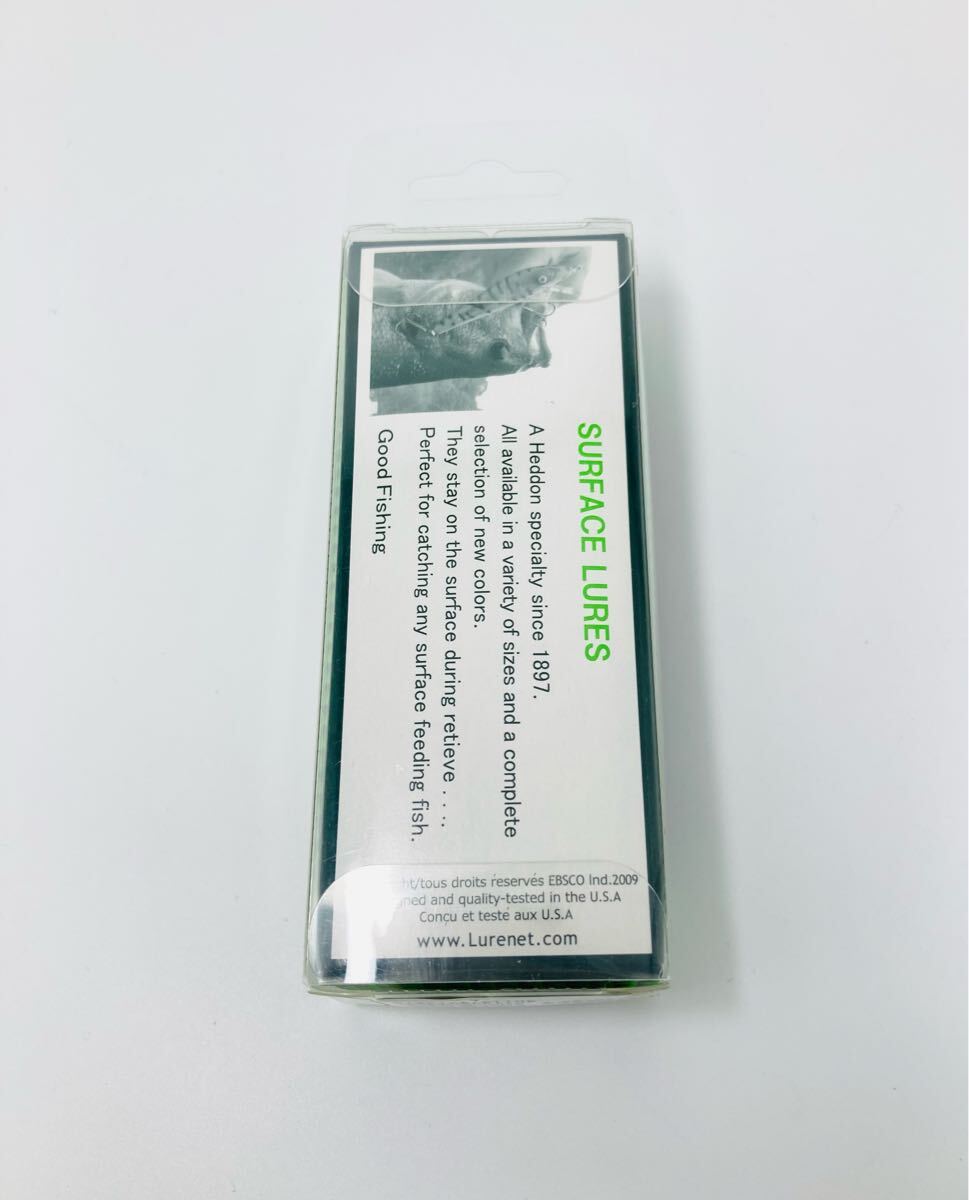 SURFACE LURES
A Heddon specialty since 1897.
All available in a variety of sizes and a complete
selection of new colors.
They stay on the surface during retieve . . . .
Perfect for catching any surface feeding fish.
Good Fishing
/tous droits reservés EBSCO Ind.2009
and quality-tested in the U.S.A
Conçu et testé aux U.S.A
www.Lurenet.com